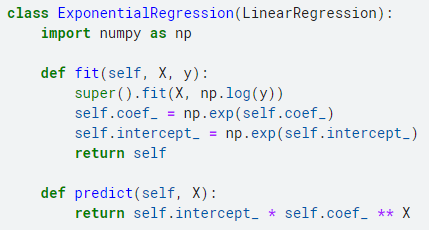 class ExponentialRegression(LinearRegression):
    import numpy as np

    def fit(self, X, y):
        super().fit(X, np.log(y))
        self.coef_ = np.exp(self.coef_)
        self.intercept_ = np.exp(self.intercept_)
        return self

    def predict(self, X):
        return self.intercept_ * self.coef_ ** X